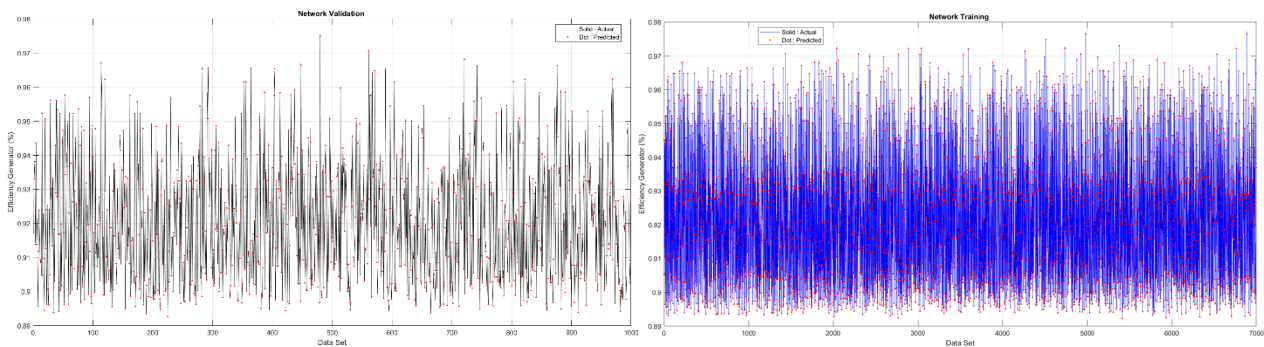 Network Validation
0.98
0.97
0.96
0.95
0.94
0.93
0.92
0.91
0.9
0.89
Efficiency Generator (%)
Solid : Actual
Dot : Predicted
0 100 200 300 400 500 600 700 800 900 1000
Data Set
Network Training
0.98
0.97
0.96
0.95
0.94
0.93
0.92
0.91
0.9
0.89
Efficiency Generator (%)
Solid : Actual
Dot : Predicted
0 1000 2000 3000 4000 5000 6000 7000
Data Set